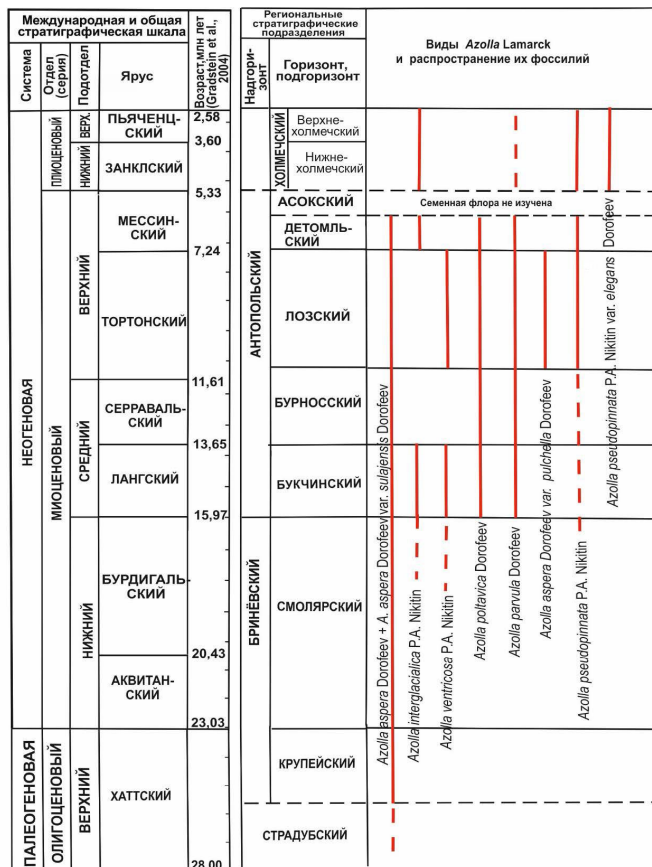 Международная и общая
стратиграфическая шкала
Система
Отдел
(серия)
Подотдел
Ярус
Возраст,млн лет
(Gradstein et al.,
2004)
Региональные
стратиграфические
подразделения
Надгори-
зонт
Горизонт,
подгоризонт
Виды Azolla Lamarck
и распространение их фоссилий
НЕОГЕНОВАЯ
ПАЛЕОГЕНОВАЯ
ПЛИОЦЕНОВЫЙ
МИОЦЕНОВЫЙ
ОЛИГОЦЕНОВЫЙ
ВЕРХ.
НИЖНИЙ
ВЕРХНИЙ
СРЕДНИЙ
НИЖНИЙ
ВЕРХНИЙ
ПЬЯЧЕНЦ-
СКИЙ
ЗАНКЛСКИЙ
МЕССИН-
СКИЙ
ТОРТОНСКИЙ
СЕРРАВАЛЬ-
СКИЙ
ЛАНГСКИЙ
БУРДИГАЛЬ-
СКИЙ
АКВИТАН-
СКИЙ
ХАТТСКИЙ
2,58
3,60
5,33
7,24
11,61
13,65
15,97
20,43
23,03
28,00
ХОЛМЕЧСКИЙ
АНТОПОЛЬСКИЙ
БРИНЁВСКИЙ
Верхне-
холмечский
Нижне-
холмечский
АСОКСКИЙ
Семенная флора не изучена
ДЕТОМЛЬ-
СКИЙ
ЛОЗСКИЙ
БУРНОССКИЙ
БУКЧИНСКИЙ
СМОЛЯРСКИЙ
КРУПЕЙСКИЙ
СТРАДУБСКИЙ
Azolla aspera Dorofeev + A. aspera Dorofeev var. sulajensis Dorofeev
Azolla interglacialica P.A. Nikitin
Azolla ventricosa P.A. Nikitin
Azolla poltavica Dorofeev
Azolla parvula Dorofeev
Azolla aspera Dorofeev var. pulchella Dorofeev
Azolla pseudopinnata P.A. Nikitin
Azolla pseudopinnata P.A. Nikitin var. elegans Dorofeev